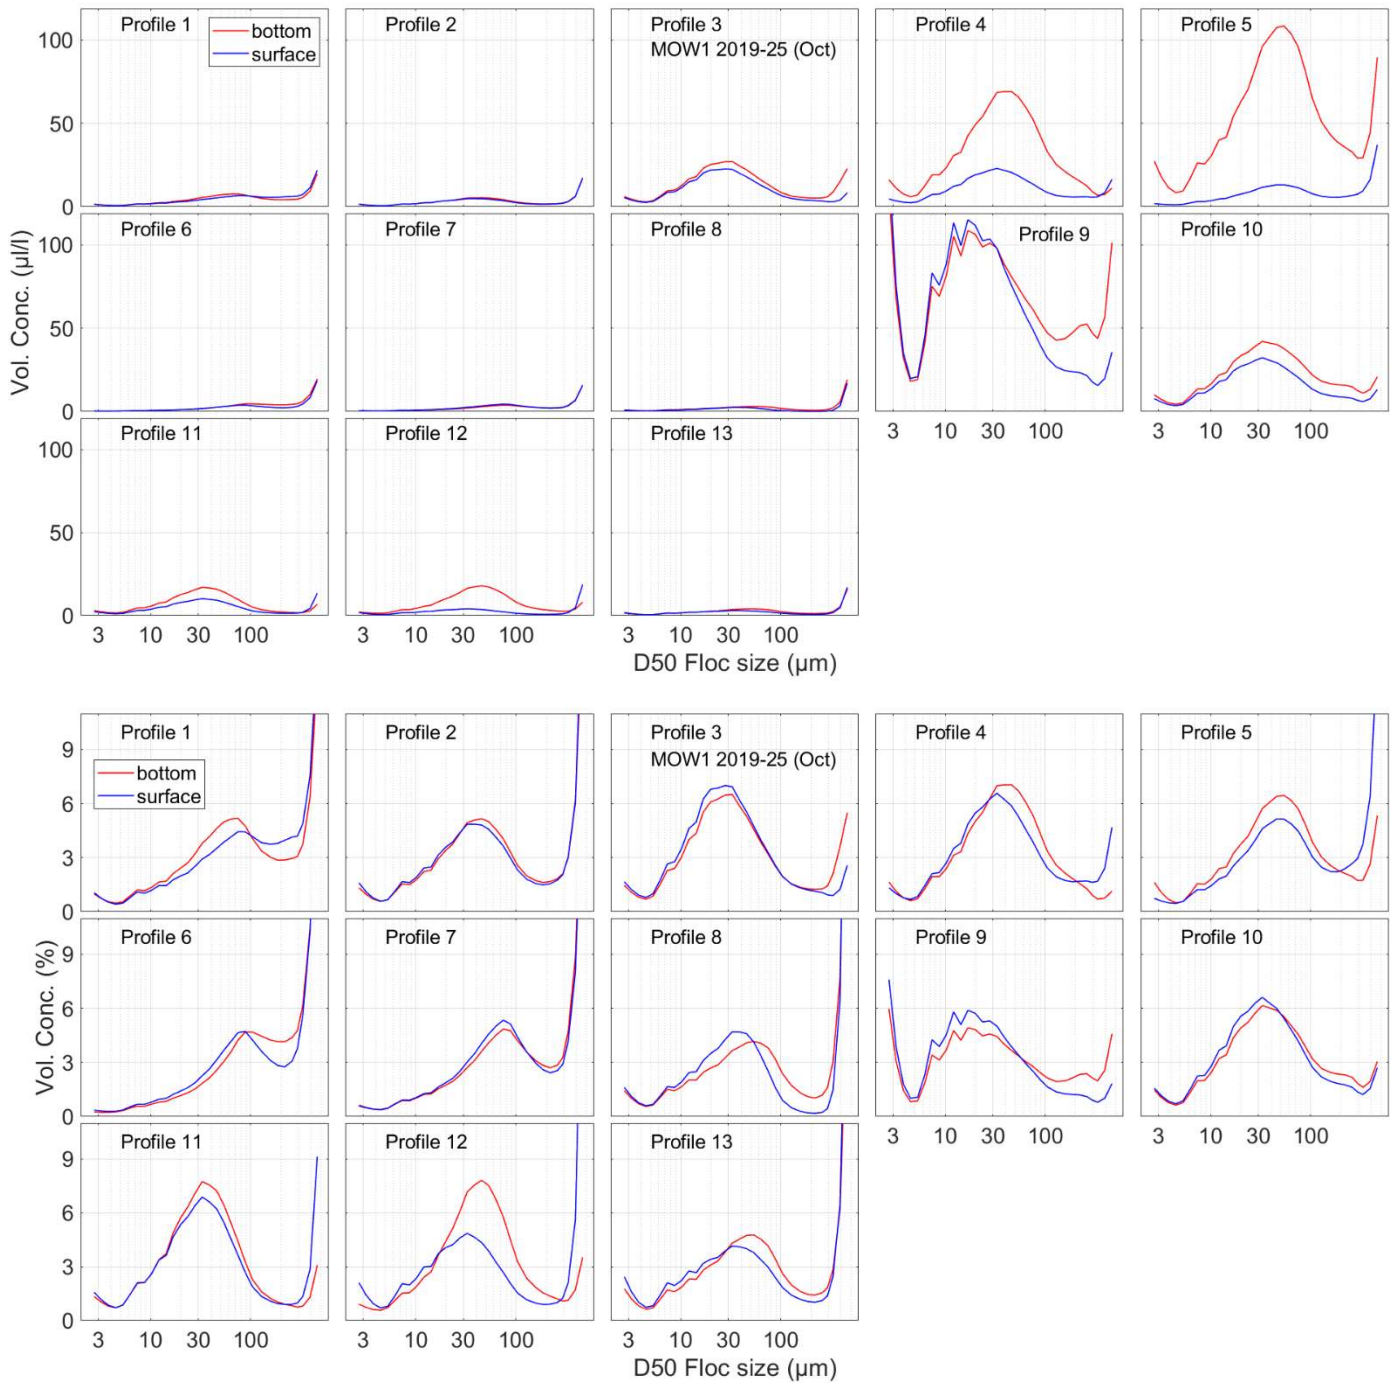 Profile 1
bottom
surface
Profile 2
Profile 3
MOW1 2019-25 (Oct)
Profile 4
Profile 5
100
50
0
Profile 6
Profile 7
Profile 8
Profile 9
Profile 10
100
50
0
Vol. Conc. (µl/l)
3 10 30 100
3 10 30 100
Profile 11
Profile 12
Profile 13
100
50
0
3 10 30 100
3 10 30 100
3 10 30 100
D50 Floc size (µm)
Profile 1
bottom
surface
Profile 2
Profile 3
MOW1 2019-25 (Oct)
Profile 4
Profile 5
9
6
3
0
Profile 6
Profile 7
Profile 8
Profile 9
Profile 10
9
6
3
0
Vol. Conc. (%)
3 10 30 100
3 10 30 100
Profile 11
Profile 12
Profile 13
9
6
3
0
3 10 30 100
3 10 30 100
3 10 30 100
D50 Floc size (µm)